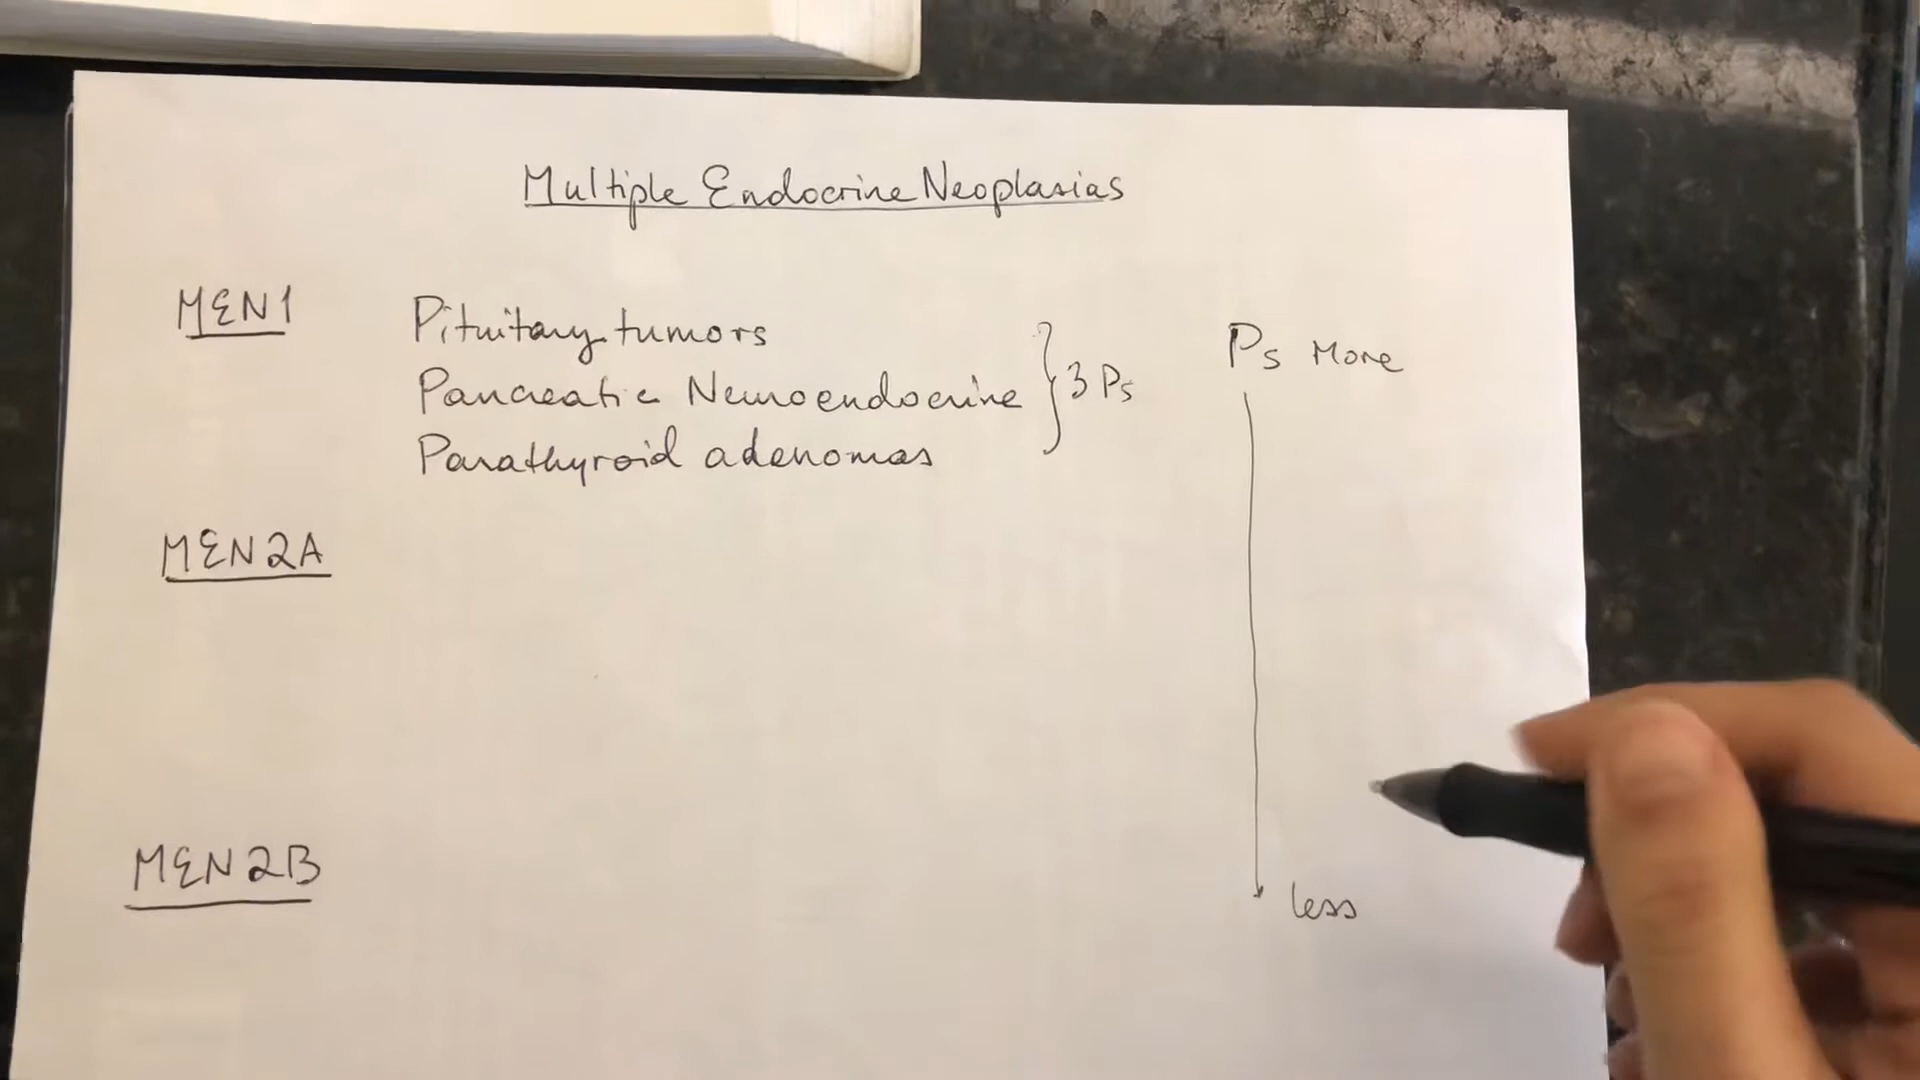 Multiple Endocrine Neoplasias
MEN1
Pituitary tumors
Pancreatic Neuroendocrine
Parathyroid adenomas
3 Ps
Ps More
MEN2A
MEN2B
less